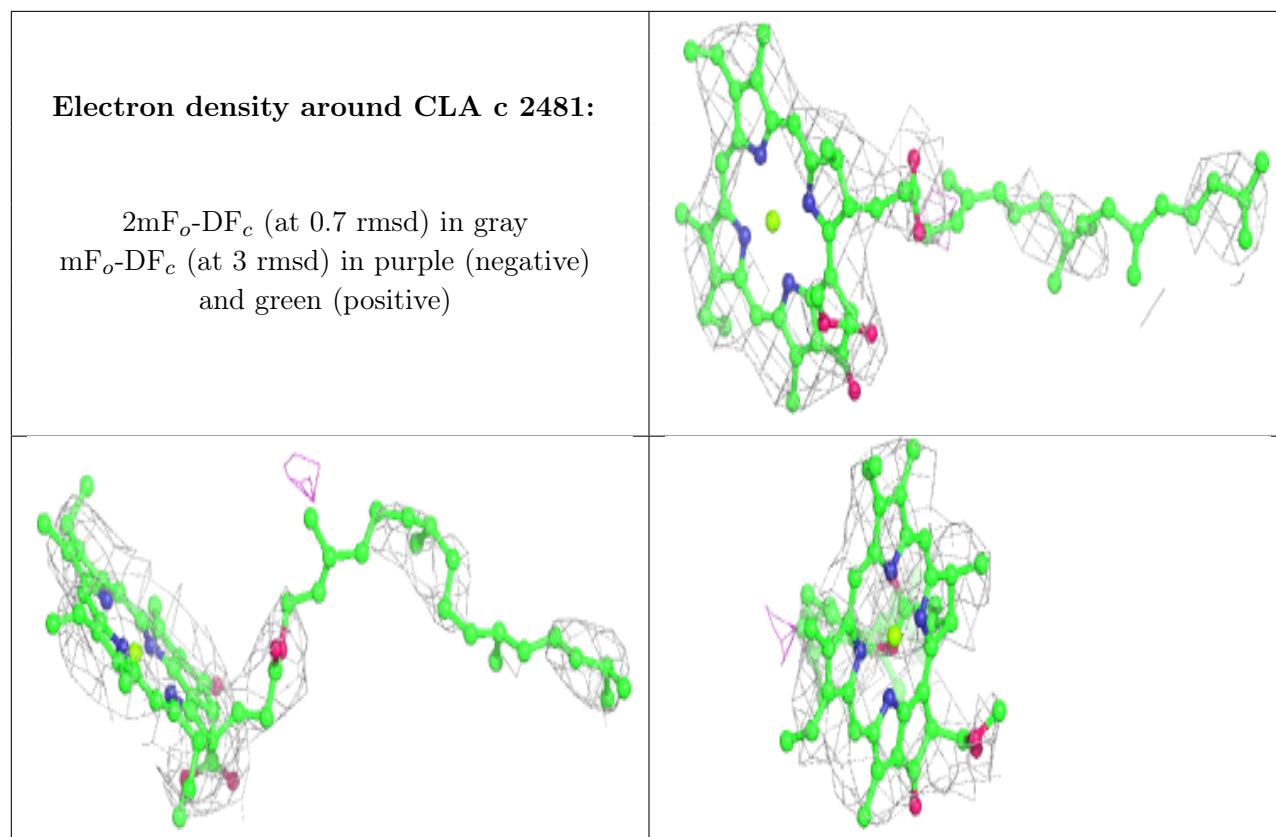 Electron density around CLA c 2481:
2mFₒ-DF𝒸 (at 0.7 rmsd) in gray
mFₒ-DF𝒸 (at 3 rmsd) in purple (negative)
and green (positive)